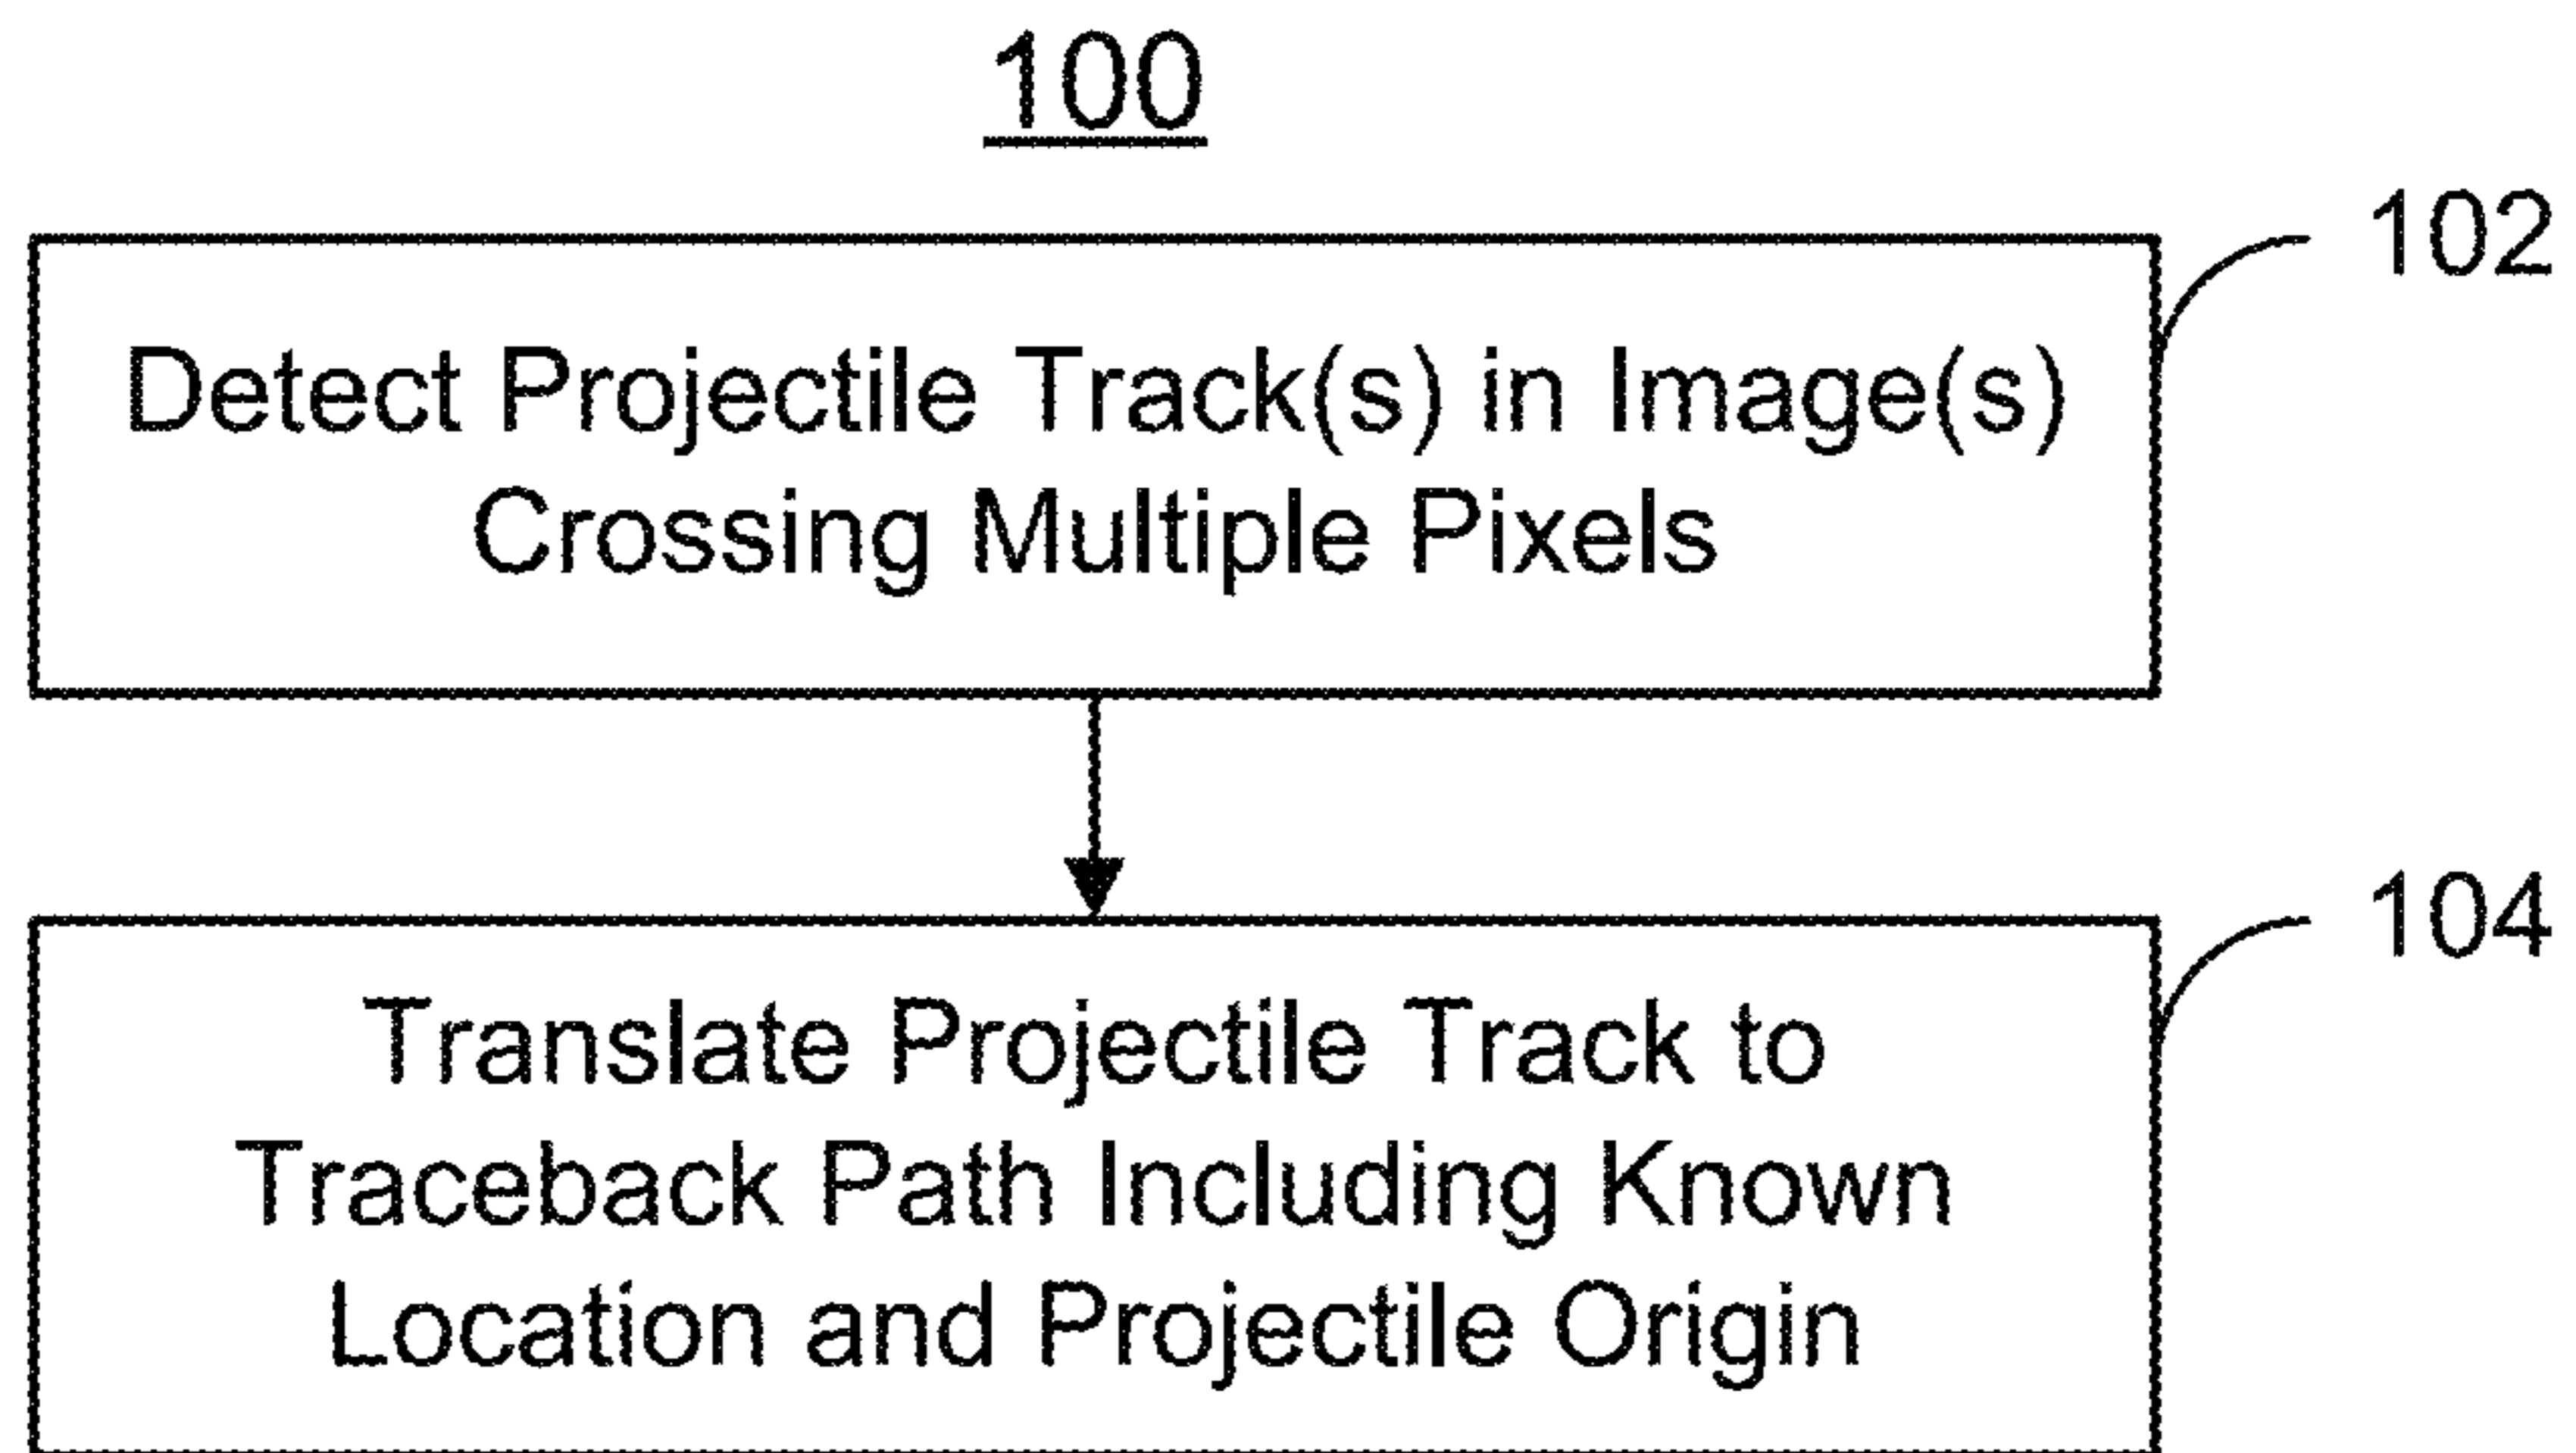 100
102
Detect Projectile Track(s) in Image(s)
Crossing Multiple Pixels
104
Translate Projectile Track to
Traceback Path Including Known
Location and Projectile Origin